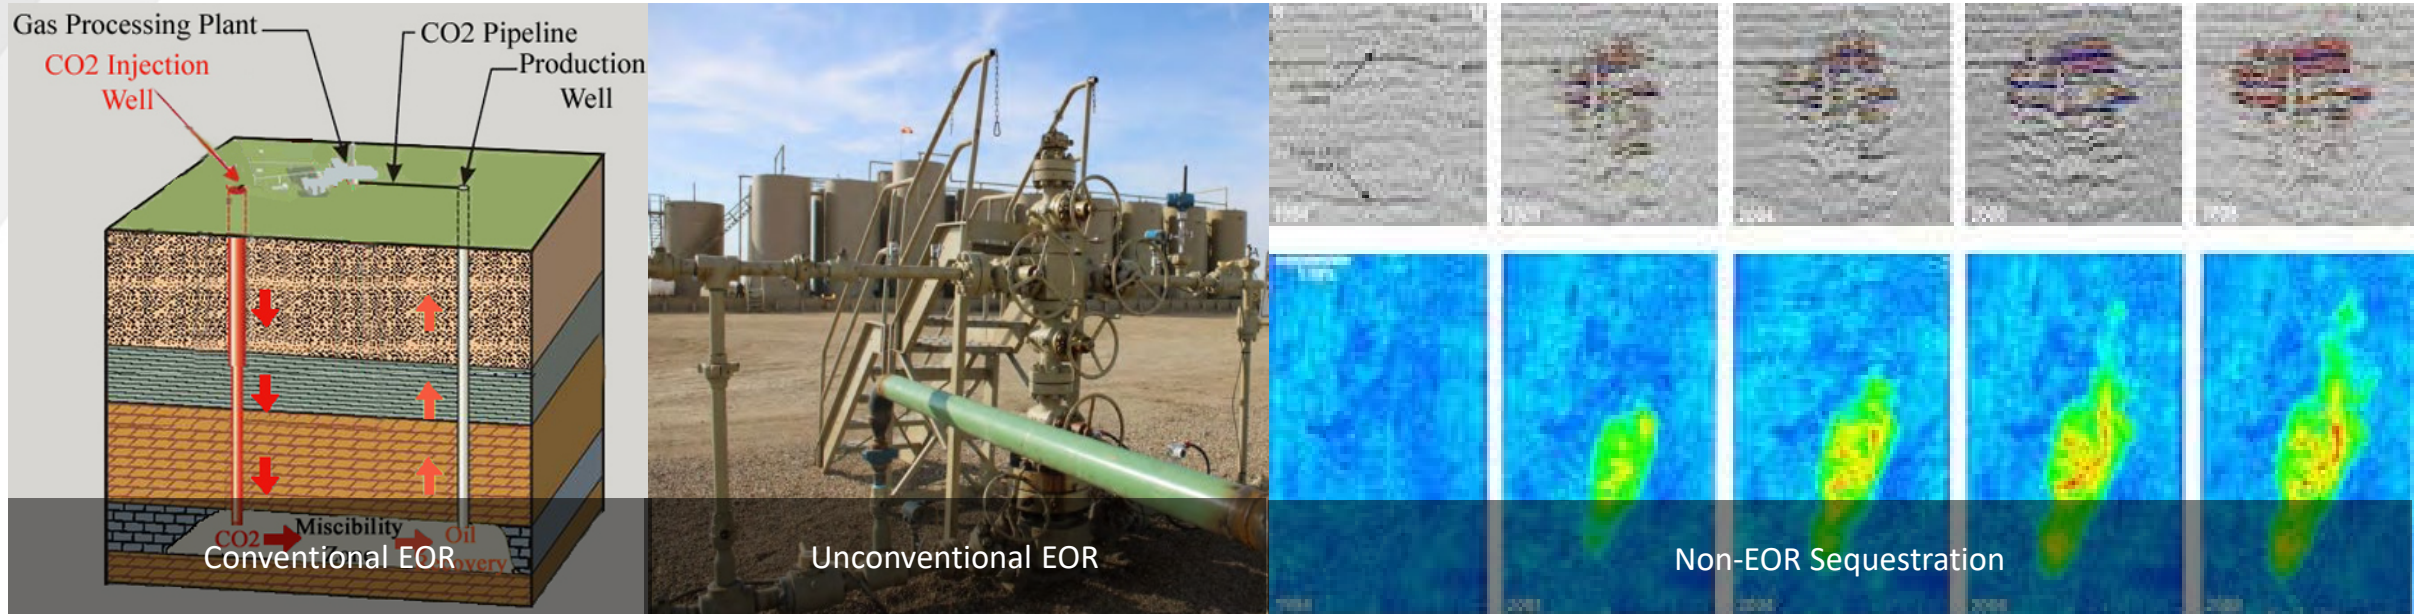 Gas Processing Plant
CO2 Pipeline
CO2 Injection
Well
Production
Well
CO2
Miscibility
Oil
Conventional EOR
Unconventional EOR
Non-EOR Sequestration